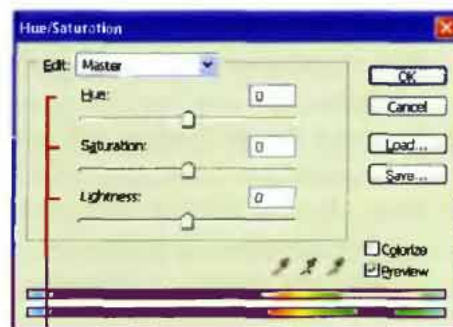 Hue/Saturation
Edit: Master
OK
Hue: 0
Cancel
Saturation: 0
Load...
Save...
Lightness: 0
Colorize
Preview